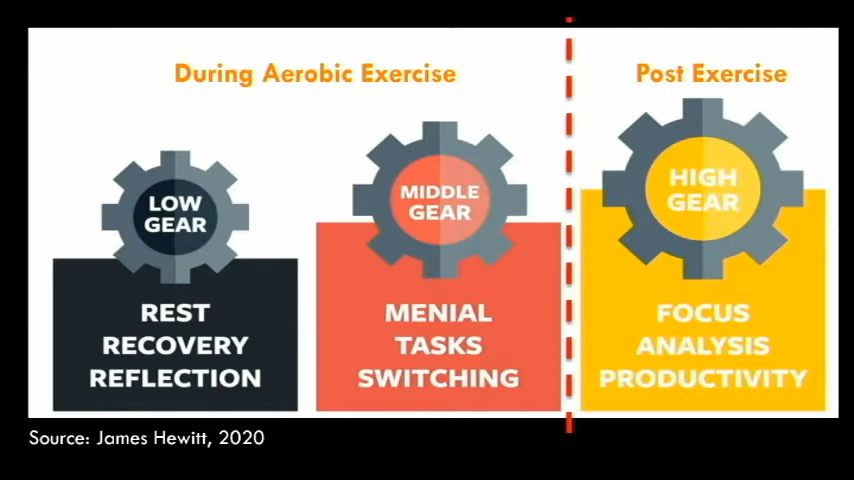 During Aerobic Exercise
Post Exercise
LOW
GEAR
MIDDLE
GEAR
HIGH
GEAR
REST
RECOVERY
REFLECTION
MENIAL
TASKS
SWITCHING
FOCUS
ANALYSIS
PRODUCTIVITY
Source: James Hewitt, 2020